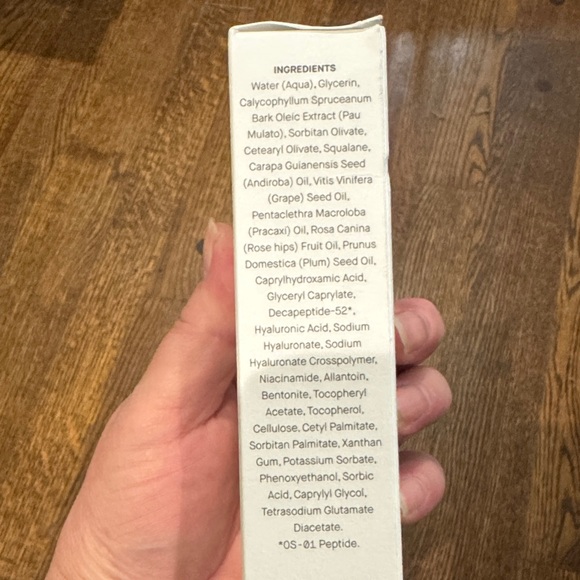 INGREDIENTS
Water (Aqua), Glycerin,
Calycophyllum Spruceanum
Bark Oleic Extract (Pau
Mulato), Sorbitan Olivate,
Cetearyl Olivate, Squalane,
Carapa Guianensis Seed
(Andiroba) Oil, Vitis Vinifera
(Grape) Seed Oil,
Pentaclethra Macroloba
(Pracaxi) Oil, Rosa Canina
(Rose hips) Fruit Oil, Prunus
Domestica (Plum) Seed Oil,
Caprylhydroxamic Acid,
Glyceryl Caprylate,
Decapeptide-52*,
Hyaluronic Acid, Sodium
Hyaluronate, Sodium
Hyaluronate Crosspolymer,
Niacinamide, Allantoin,
Bentonite, Tocopheryl
Acetate, Tocopherol,
Cellulose, Cetyl Palmitate,
Sorbitan Palmitate, Xanthan
Gum, Potassium Sorbate,
Phenoxyethanol, Sorbic
Acid, Caprylyl Glycol,
Tetrasodium Glutamate
Diacetate.
*OS-01 Peptide.